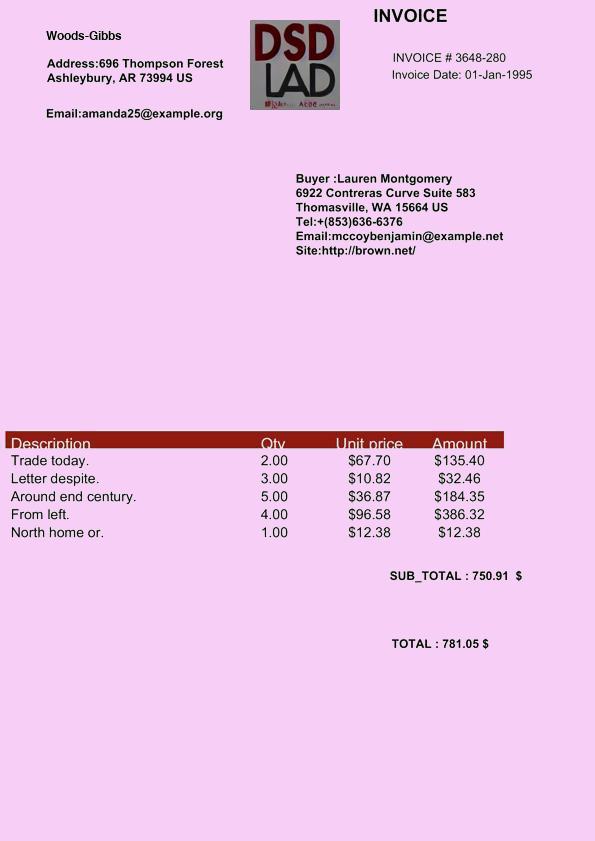 INVOICE
Woods-Gibbs
Address:696 Thompson Forest
Ashleybury, AR 73994 US
Email:amanda25@example.org
DSD
LAD
INVOICE # 3648-280
Invoice Date: 01-Jan-1995
Buyer :Lauren Montgomery
6922 Contreras Curve Suite 583
Thomasville, WA 15664 US
Tel:+(853)636-6376
Email:mccoybenjamin@example.net
Site:http://brown.net/
Description Qty Unit price Amount
Trade today. 2.00 $67.70 $135.40
Letter despite. 3.00 $10.82 $32.46
Around end century. 5.00 $36.87 $184.35
From left. 4.00 $96.58 $386.32
North home or. 1.00 $12.38 $12.38
SUB_TOTAL : 750.91 $
TOTAL : 781.05 $